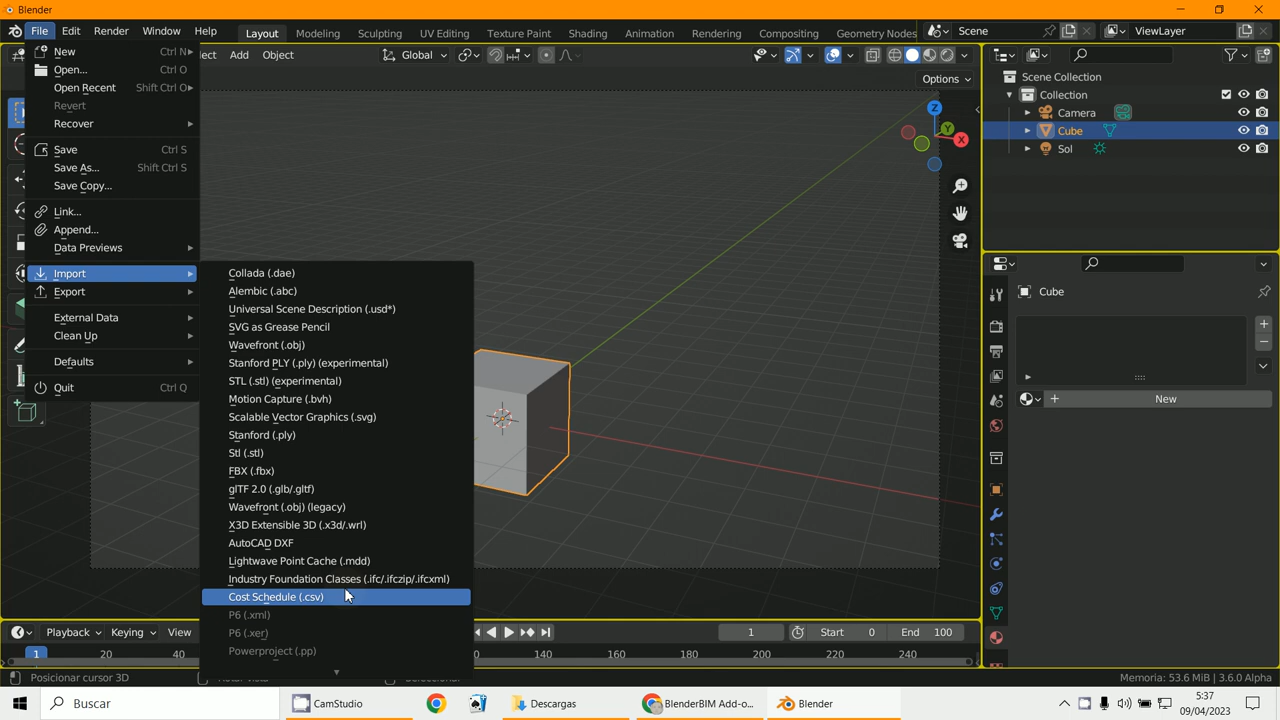 Blender
File Edit Render Window Help Layout Modeling Sculpting UV Editing Texture Paint Shading Animation Rendering Compositing Geometry Nodes Scene ViewLayer
Add Object Global
Options
New Ctrl N
Open... Ctrl O
Open Recent Shift Ctrl O
Revert
Recover
Save Ctrl S
Save As... Shift Ctrl S
Save Copy...
Link...
Append...
Data Previews
Import
Export
External Data
Clean Up
Defaults
Quit Ctrl Q
Collada (.dae)
Alembic (.abc)
Universal Scene Description (.usd*)
SVG as Grease Pencil
Wavefront (.obj)
Stanford PLY (.ply) (experimental)
STL (.stl) (experimental)
Motion Capture (.bvh)
Scalable Vector Graphics (.svg)
Stanford (.ply)
Stl (.stl)
FBX (.fbx)
glTF 2.0 (.glb/.gltf)
Wavefront (.obj) (legacy)
X3D Extensible 3D (.x3d/.wrl)
AutoCAD DXF
Lightwave Point Cache (.mdd)
Industry Foundation Classes (.ifc/.ifczip/.ifcxml)
Cost Schedule (.csv)
P6 (.xml)
P6 (.xer)
Powerproject (.pp)
Z
Y
X
Scene Collection
Collection
Camera
Cube
Sol
Cube
New
Playback Keying View 1 Start 0 End 100
1 20 40 140 160 180 200 220 240
Posicionar cursor 3D Memoria: 53.6 MiB | 3.6.0 Alpha
Buscar CamStudio Descargas BlenderBIM Add-o... Blender 5:37
09/04/2023